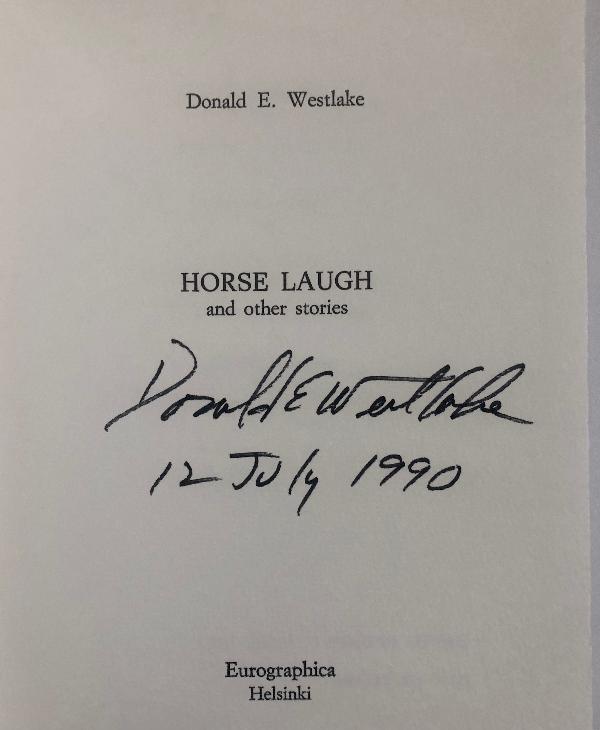 Donald E. Westlake
HORSE LAUGH
and other stories
Donald E Westlake
12 July 1990
Eurographica
Helsinki